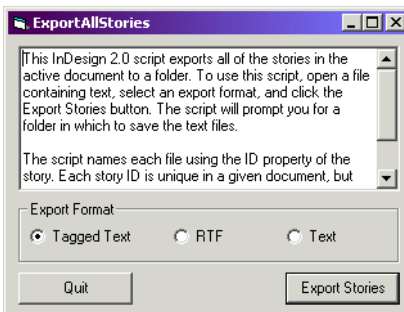 ExportAllStories
This InDesign 2.0 script exports all of the stories in the
active document to a folder. To use this script, open a file
containing text, select an export format, and click the
Export Stories button. The script will prompt you for a
folder in which to save the text files.
The script names each file using the ID property of the
story. Each story ID is unique in a given document, but
Export Format
Tagged Text RTF Text
Quit Export Stories